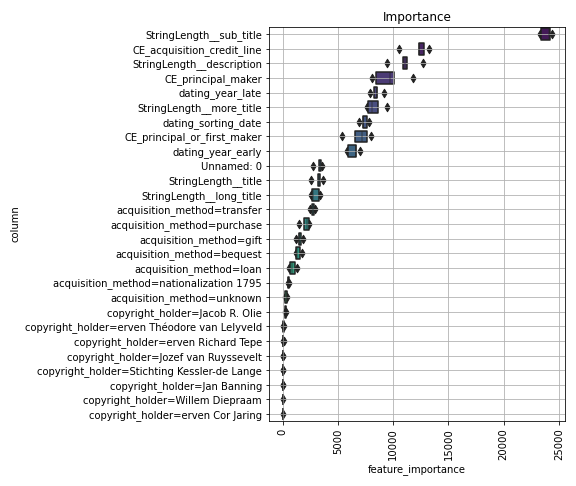 Importance
StringLength__sub_title
CE_acquisition_credit_line
StringLength__description
CE_principal_maker
dating_year_late
StringLength__more_title
dating_sorting_date
CE_principal_or_first_maker
dating_year_early
Unnamed: 0
StringLength__title
StringLength__long_title
acquisition_method=transfer
acquisition_method=purchase
acquisition_method=gift
acquisition_method=bequest
acquisition_method=loan
acquisition_method=nationalization 1795
acquisition_method=unknown
copyright_holder=Jacob R. Olie
copyright_holder=erven Théodore van Lelyveld
copyright_holder=erven Richard Tepe
copyright_holder=Jozef van Ruyssevelt
copyright_holder=Stichting Kessler-de Lange
copyright_holder=Jan Banning
copyright_holder=Willem Diepraam
copyright_holder=erven Cor Jaring
column
0
5000
10000
15000
20000
25000
feature_importance